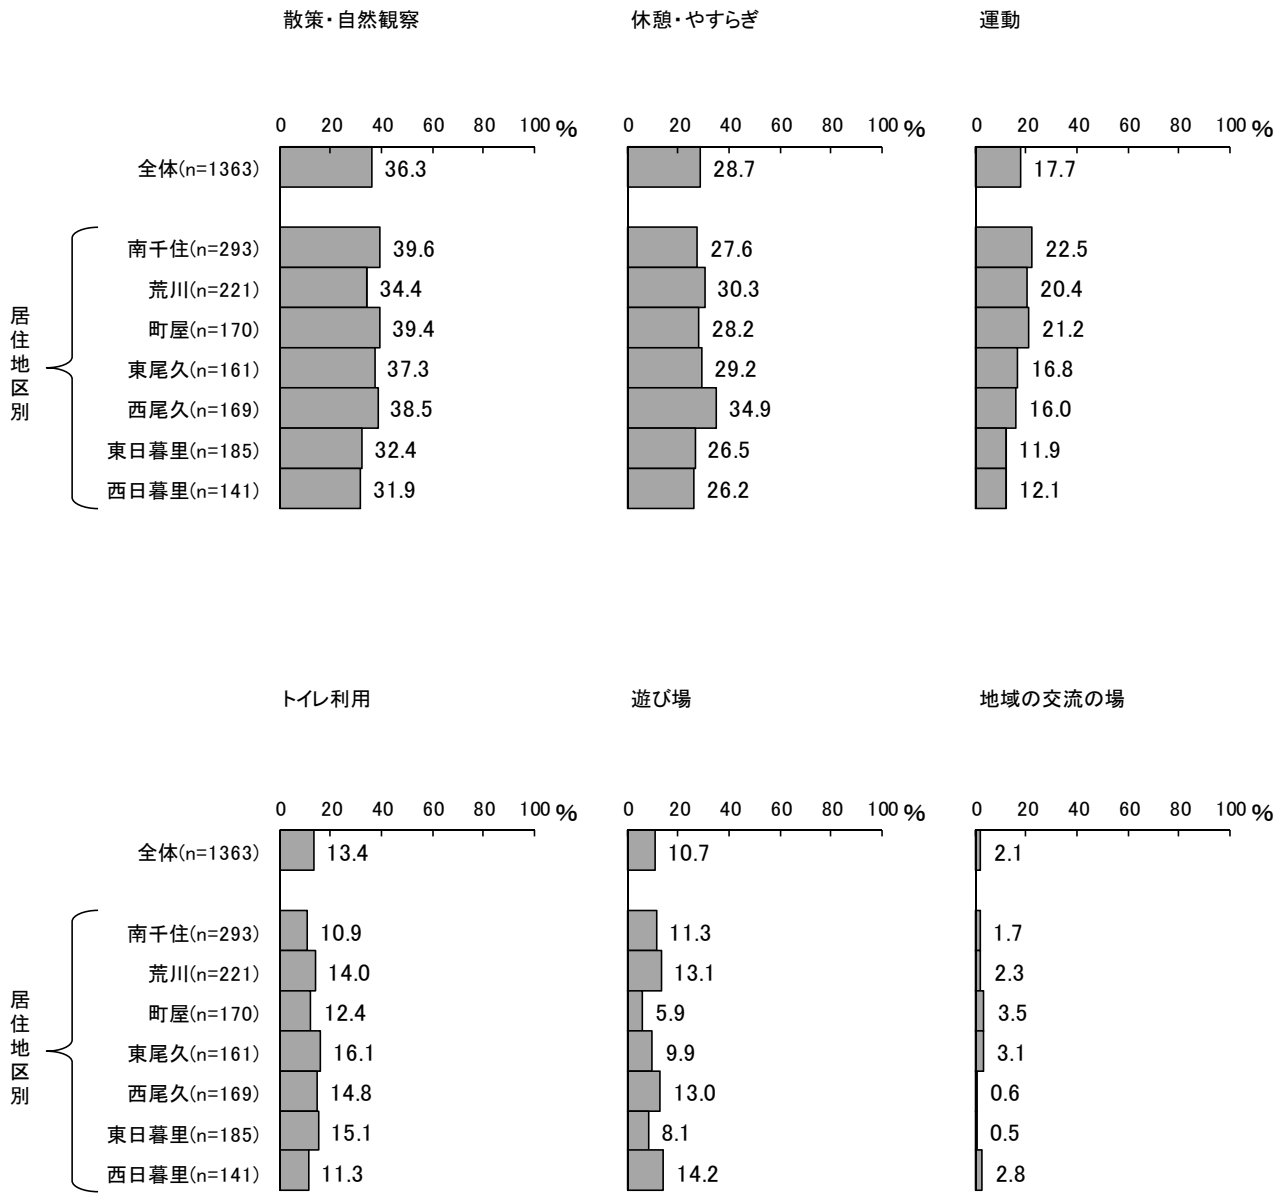 散策・自然観察
休憩・やすらぎ
運動
0 20 40 60 80 100 %
0 20 40 60 80 100 %
0 20 40 60 80 100 %
全体(n=1363) 36.3 28.7 17.7
居住地区別
南千住(n=293) 39.6 27.6 22.5
荒川(n=221) 34.4 30.3 20.4
町屋(n=170) 39.4 28.2 21.2
東尾久(n=161) 37.3 29.2 16.8
西尾久(n=169) 38.5 34.9 16.0
東日暮里(n=185) 32.4 26.5 11.9
西日暮里(n=141) 31.9 26.2 12.1
トイレ利用
遊び場
地域の交流の場
0 20 40 60 80 100 %
0 20 40 60 80 100 %
0 20 40 60 80 100 %
全体(n=1363) 13.4 10.7 2.1
居住地区別
南千住(n=293) 10.9 11.3 1.7
荒川(n=221) 14.0 13.1 2.3
町屋(n=170) 12.4 5.9 3.5
東尾久(n=161) 16.1 9.9 3.1
西尾久(n=169) 14.8 13.0 0.6
東日暮里(n=185) 15.1 8.1 0.5
西日暮里(n=141) 11.3 14.2 2.8